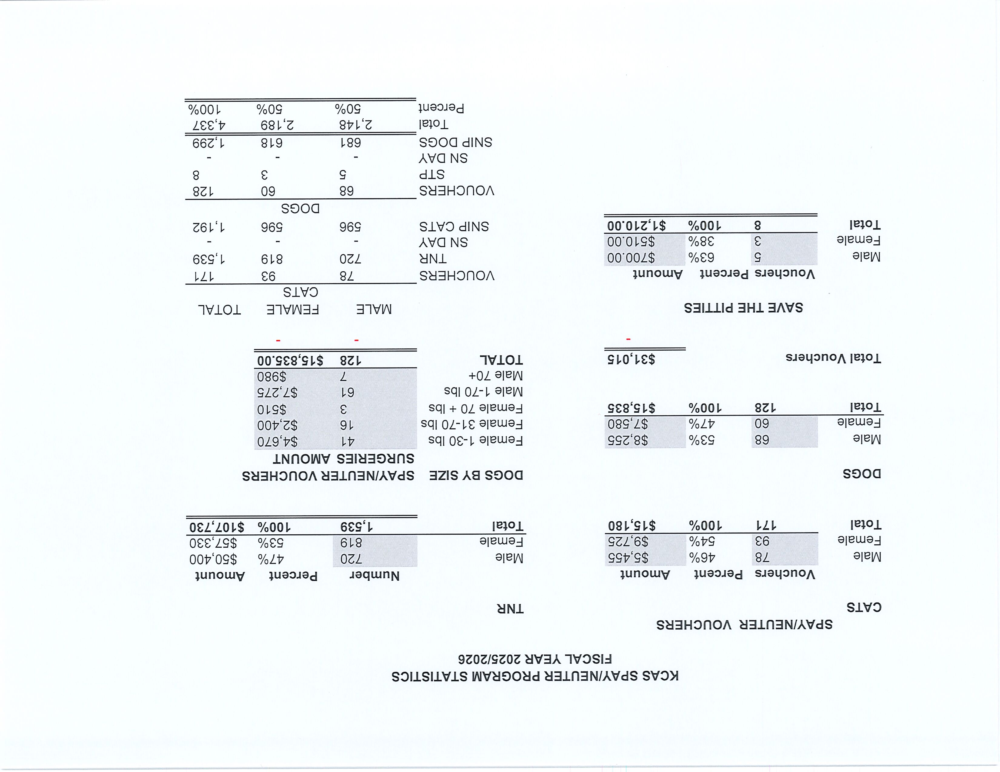 KCAS SPAY/NEUTER PROGRAM STATISTICS
FISCAL YEAR 2025/2026
SPAY/NEUTER VOUCHERS
CATS
Vouchers Percent Amount
Male 78 46% $5,455
Female 93 54% $9,725
Total 171 100% $15,180
DOGS
Male 68 53% $8,255
Female 60 47% $7,580
Total 128 100% $15,835
Total Vouchers $31,015
-
SAVE THE PITTIES
Vouchers Percent Amount
Male 5 63% $700.00
Female 3 38% $510.00
Total 8 100% $1,210.00
TNR
Number Percent Amount
Male 720 47% $50,400
Female 819 53% $57,330
Total 1,539 100% $107,730
DOGS BY SIZE SPAY/NEUTER VOUCHERS
SURGERIES AMOUNT
Female 1-30 lbs 41 $4,670
Female 31-70 lbs 16 $2,400
Female 70 + lbs 3 $510
Male 1-70 lbs 61 $7,275
Male 70+ 7 $980
TOTAL 128 $15,835.00
- -
MALE FEMALE TOTAL
CATS
VOUCHERS 78 93 171
TNR 720 819 1,539
SN DAY - - -
SNIP CATS 596 596 1,192
DOGS
VOUCHERS 68 60 128
STP 5 3 8
SN DAY - - -
SNIP DOGS 681 618 1,299
Total 2,148 2,189 4,337
Percent 50% 50% 100%